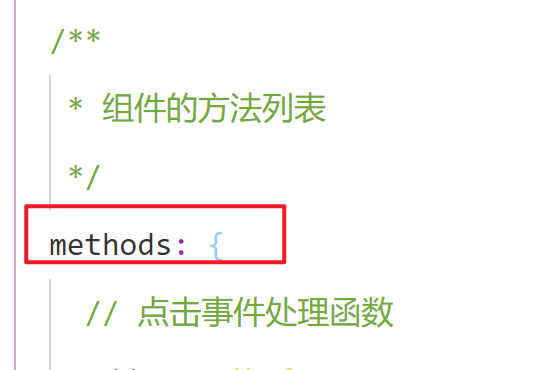 /**
* 组件的方法列表
*/
methods: {
// 点击事件处理函数